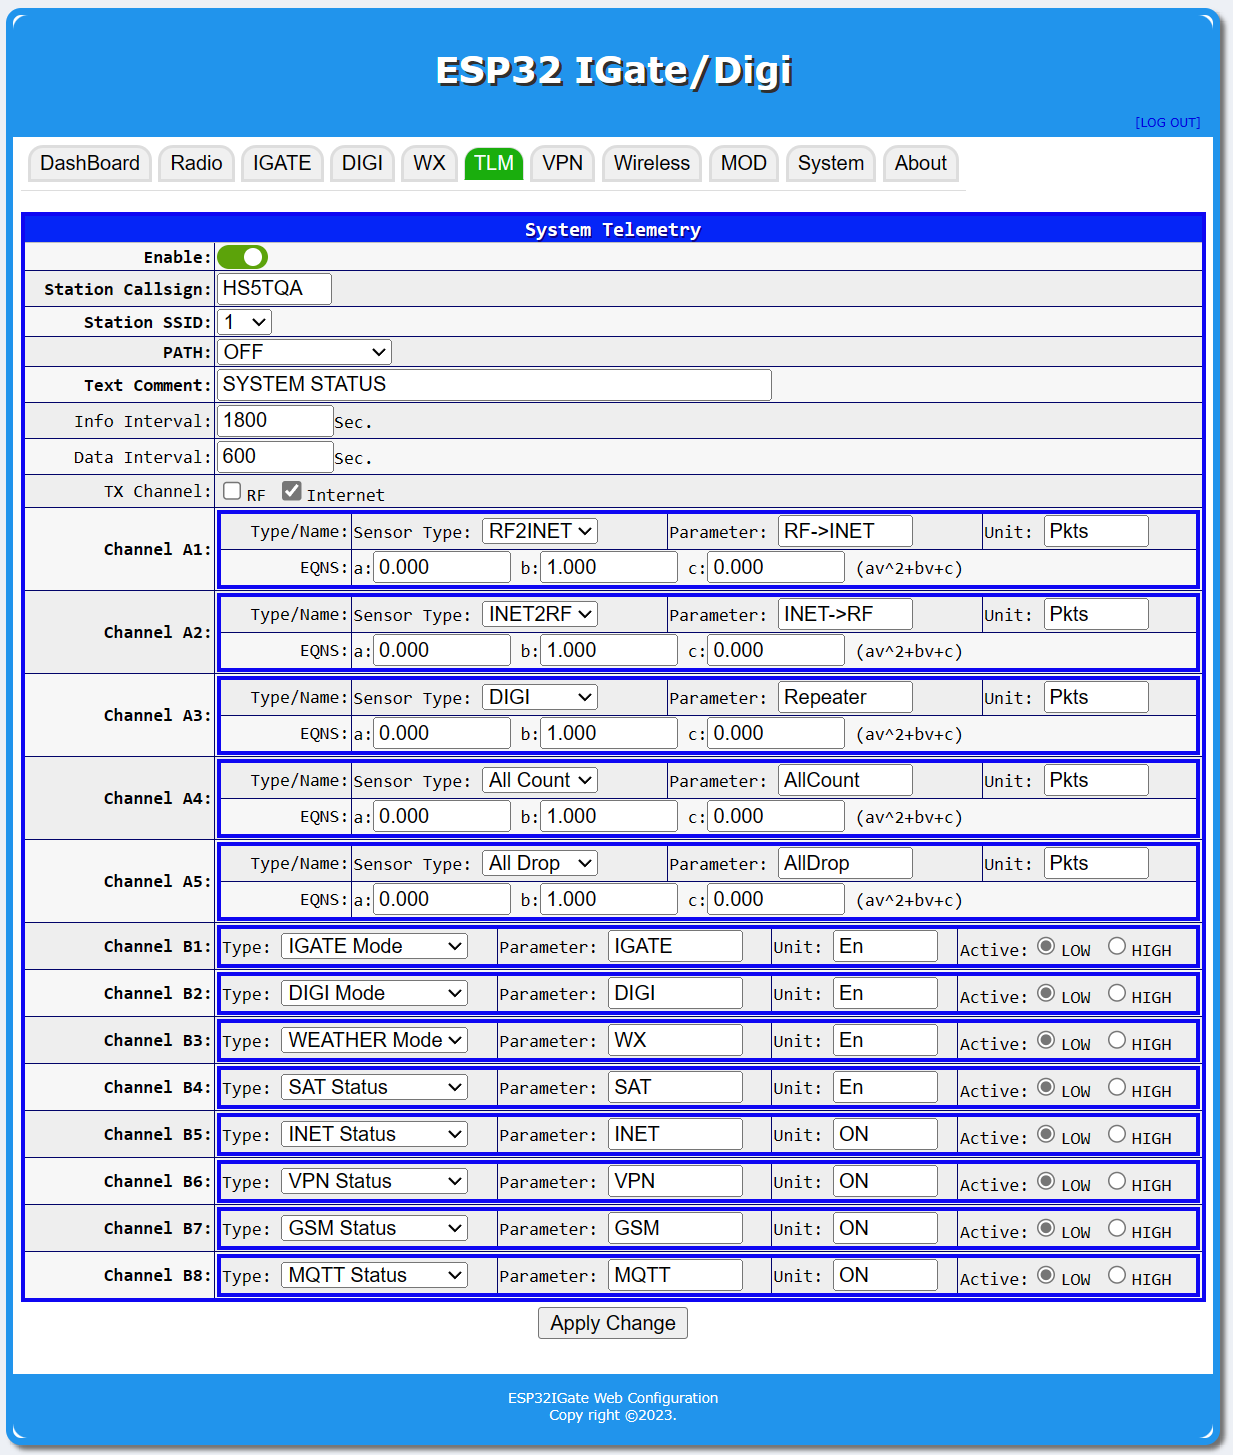 ESP32 IGate/Digi
[LOG OUT]
DashBoard Radio IGATE DIGI WX TLM VPN Wireless MOD System About
System Telemetry
Enable:
Station Callsign: HS5TQA
Station SSID: 1
PATH: OFF
Text Comment: SYSTEM STATUS
Info Interval: 1800 Sec.
Data Interval: 600 Sec.
TX Channel: RF Internet
Channel A1:
Type/Name: Sensor Type: RF2INET Parameter: RF->INET Unit: Pkts
EQNS: a: 0.000 b: 1.000 c: 0.000 (av^2+bv+c)
Channel A2:
Type/Name: Sensor Type: INET2RF Parameter: INET->RF Unit: Pkts
EQNS: a: 0.000 b: 1.000 c: 0.000 (av^2+bv+c)
Channel A3:
Type/Name: Sensor Type: DIGI Parameter: Repeater Unit: Pkts
EQNS: a: 0.000 b: 1.000 c: 0.000 (av^2+bv+c)
Channel A4:
Type/Name: Sensor Type: All Count Parameter: AllCount Unit: Pkts
EQNS: a: 0.000 b: 1.000 c: 0.000 (av^2+bv+c)
Channel A5:
Type/Name: Sensor Type: All Drop Parameter: AllDrop Unit: Pkts
EQNS: a: 0.000 b: 1.000 c: 0.000 (av^2+bv+c)
Channel B1: Type: IGATE Mode Parameter: IGATE Unit: En Active: LOW HIGH
Channel B2: Type: DIGI Mode Parameter: DIGI Unit: En Active: LOW HIGH
Channel B3: Type: WEATHER Mode Parameter: WX Unit: En Active: LOW HIGH
Channel B4: Type: SAT Status Parameter: SAT Unit: En Active: LOW HIGH
Channel B5: Type: INET Status Parameter: INET Unit: ON Active: LOW HIGH
Channel B6: Type: VPN Status Parameter: VPN Unit: ON Active: LOW HIGH
Channel B7: Type: GSM Status Parameter: GSM Unit: ON Active: LOW HIGH
Channel B8: Type: MQTT Status Parameter: MQTT Unit: ON Active: LOW HIGH
Apply Change
ESP32IGate Web Configuration
Copy right ©2023.